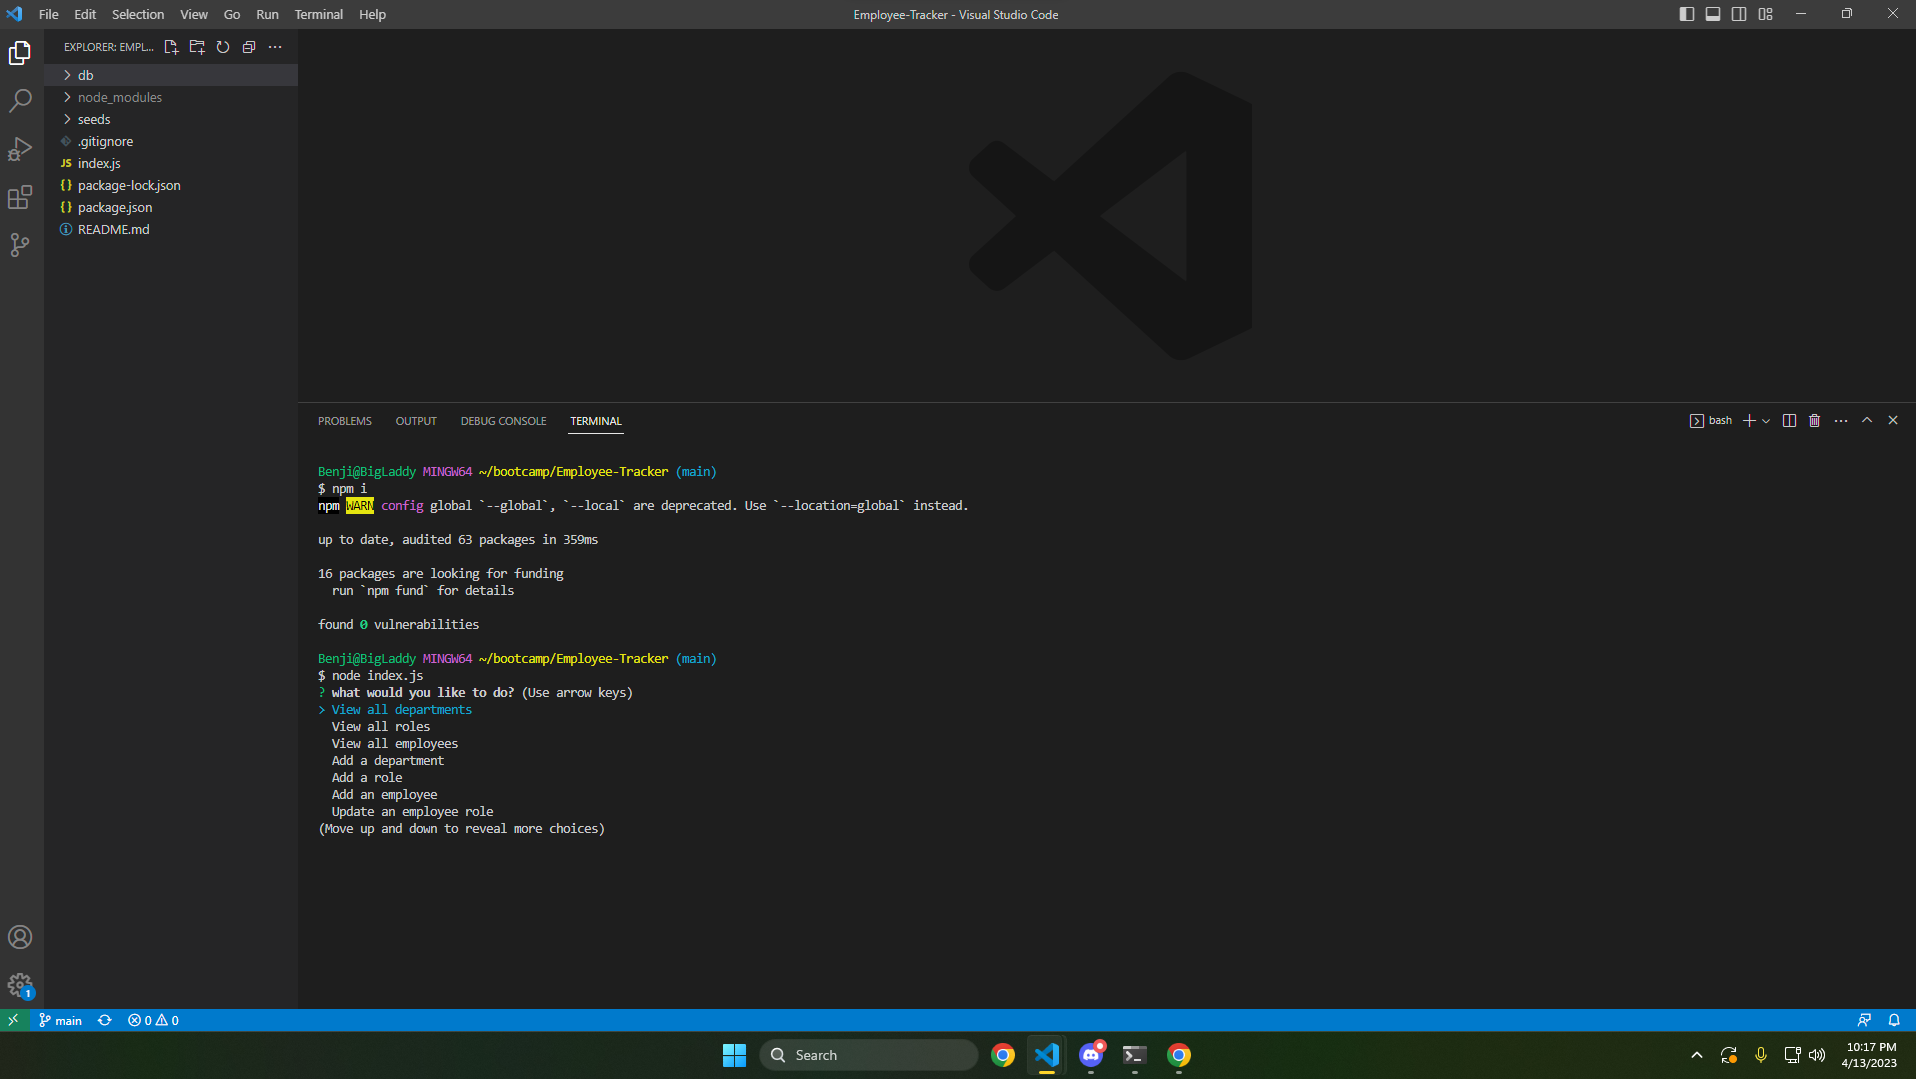 File Edit Selection View Go Run Terminal Help
Employee-Tracker - Visual Studio Code
EXPLORER: EMPL...
db
node_modules
seeds
.gitignore
JS index.js
{} package-lock.json
{} package.json
README.md
PROBLEMS OUTPUT DEBUG CONSOLE TERMINAL
bash
Benji@BigLaddy MINGW64 ~/bootcamp/Employee-Tracker (main)
$ npm i
npm WARN config global `--global`, `--local` are deprecated. Use `--location=global` instead.
up to date, audited 63 packages in 359ms
16 packages are looking for funding
run `npm fund` for details
found 0 vulnerabilities
Benji@BigLaddy MINGW64 ~/bootcamp/Employee-Tracker (main)
$ node index.js
? what would you like to do? (Use arrow keys)
> View all departments
View all roles
View all employees
Add a department
Add a role
Add an employee
Update an employee role
(Move up and down to reveal more choices)
1
main 0 0
Search
10:17 PM
4/13/2023